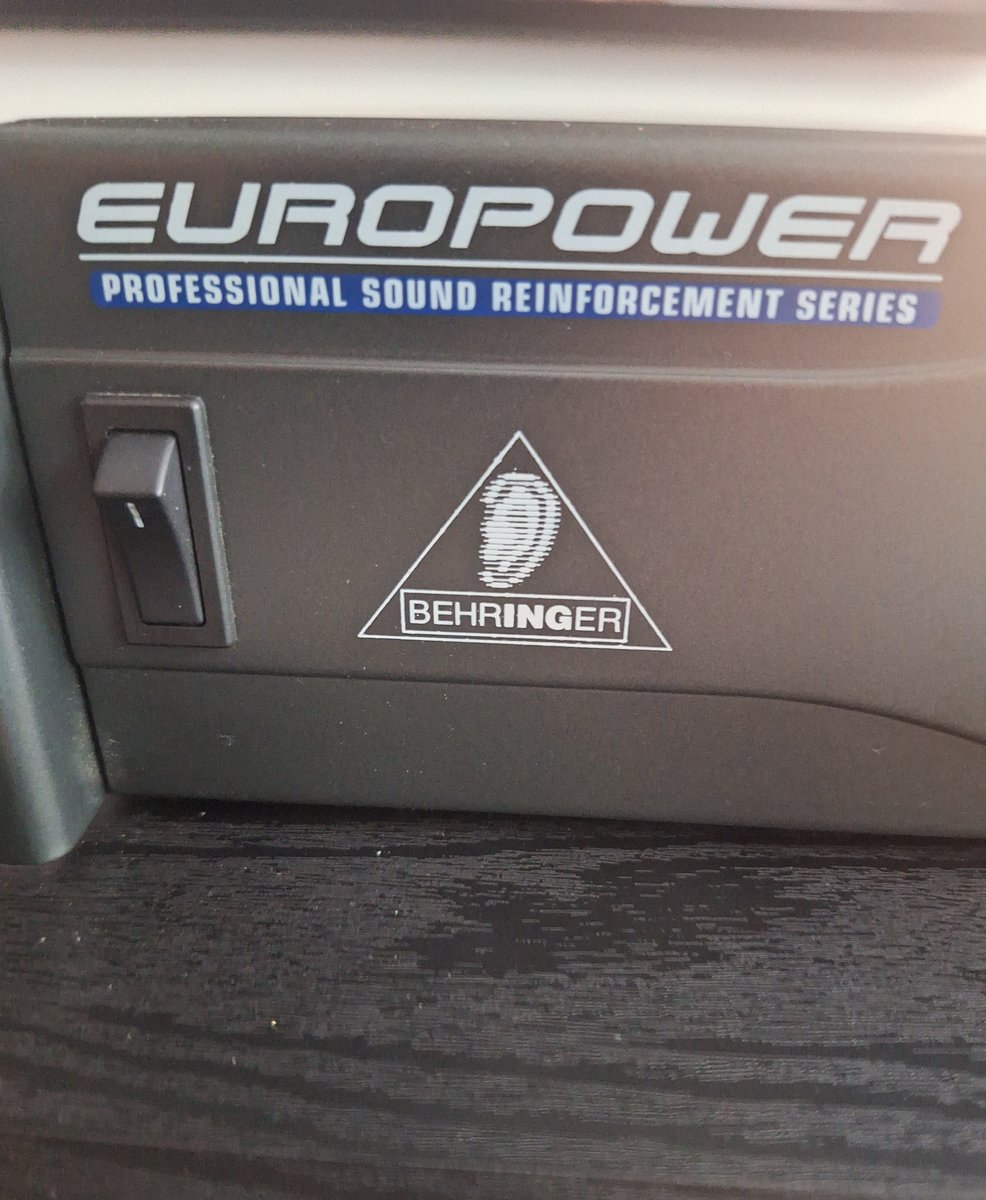 EUROPOWER
PROFESSIONAL SOUND REINFORCEMENT SERIES
BEHRINGER